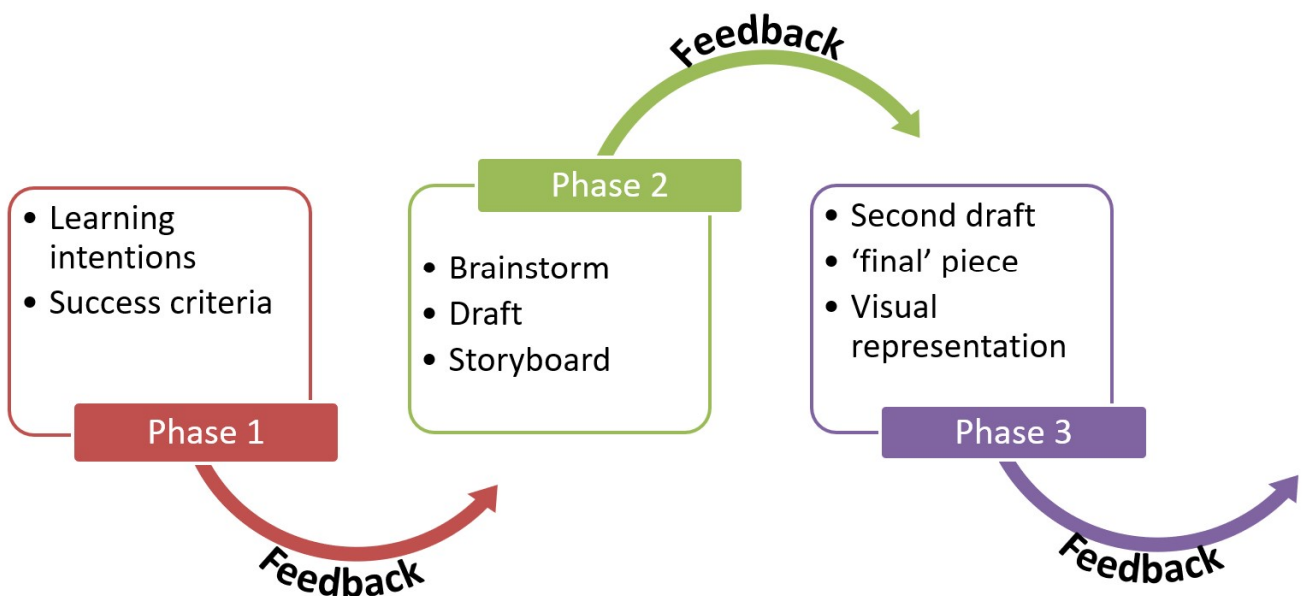 • Learning
intentions
• Success criteria
Phase 1
Feedback
Phase 2
• Brainstorm
• Draft
• Storyboard
Feedback
• Second draft
• ‘final’ piece
• Visual
representation
Phase 3
Feedback